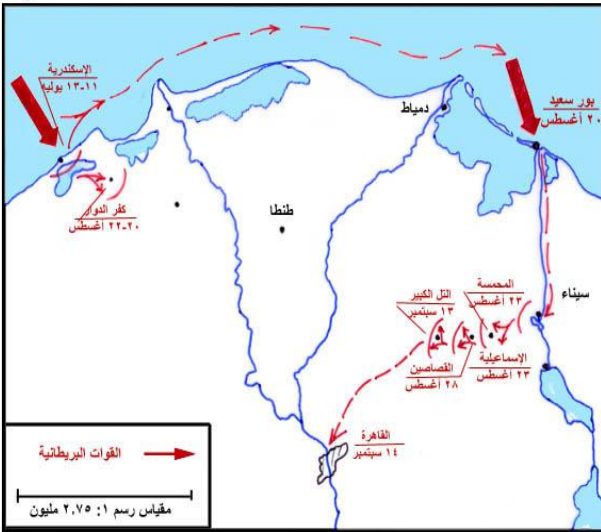 الإسكندرية
١١-١٣ يوليه
بور سعيد
٢٠ أغسطس
دمياط
كفر الدوار
٢٠-٢٢ أغسطس
طنطا
سيناء
المحمسة
٢٣ أغسطس
التل الكبير
١٣ سبتمبر
الإسماعيلية
٢٣ أغسطس
القصاصين
٢٨ أغسطس
القاهرة
١٤ سبتمبر
القوات البريطانية
مقياس رسم ١: ٢,٧٥ مليون